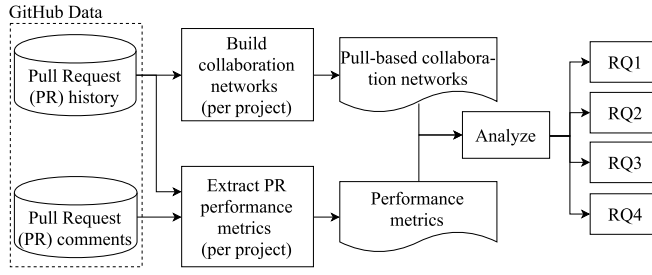 GitHub Data
Pull Request
(PR) history
Build
collaboration
networks
(per project)
Pull-based collabora-
tion networks
Pull Request
(PR) comments
Extract PR
performance
metrics
(per project)
Performance
metrics
Analyze
RQ1
RQ2
RQ3
RQ4